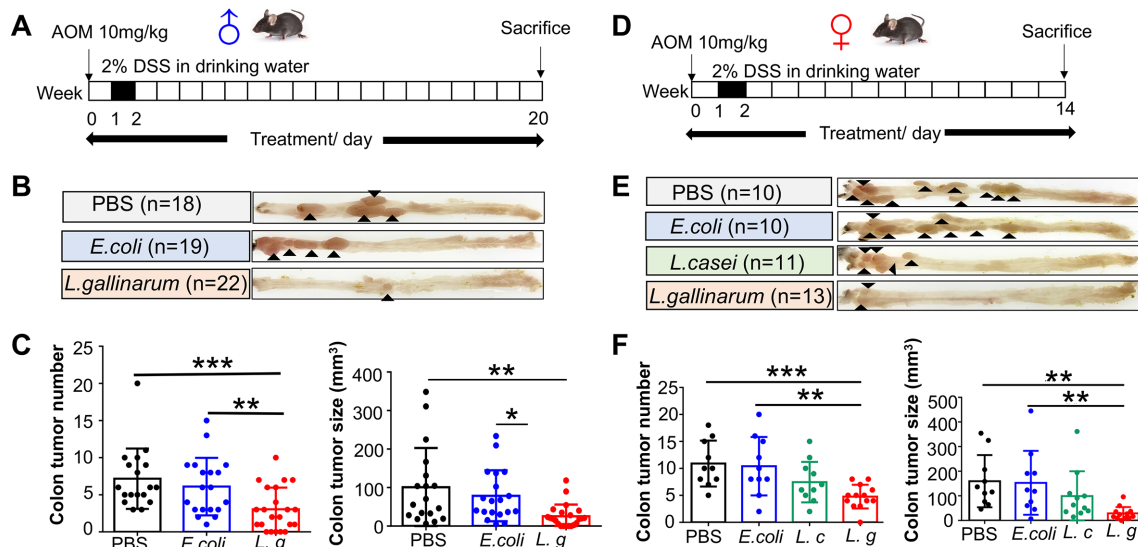 A
♂
AOM 10mg/kg
Sacrifice
2% DSS in drinking water
Week
0 1 2 20
Treatment/ day
B
PBS (n=18)
E.coli (n=19)
L.gallinarum (n=22)
C
Colon tumor number
25
20
15
10
5
0
***
**
PBS E.coli L. g
Colon tumor size (mm³)
400
300
200
100
0
**
*
PBS E.coli L. g
D
♀
AOM 10mg/kg
Sacrifice
2% DSS in drinking water
Week
0 1 2 14
Treatment/ day
E
PBS (n=10)
E.coli (n=10)
L.casei (n=11)
L.gallinarum (n=13)
F
Colon tumor number
25
20
15
10
5
0
***
**
PBS E.coli L. c L. g
Colon tumor size (mm³)
500
400
300
200
100
0
**
**
PBS E.coli L. c L. g